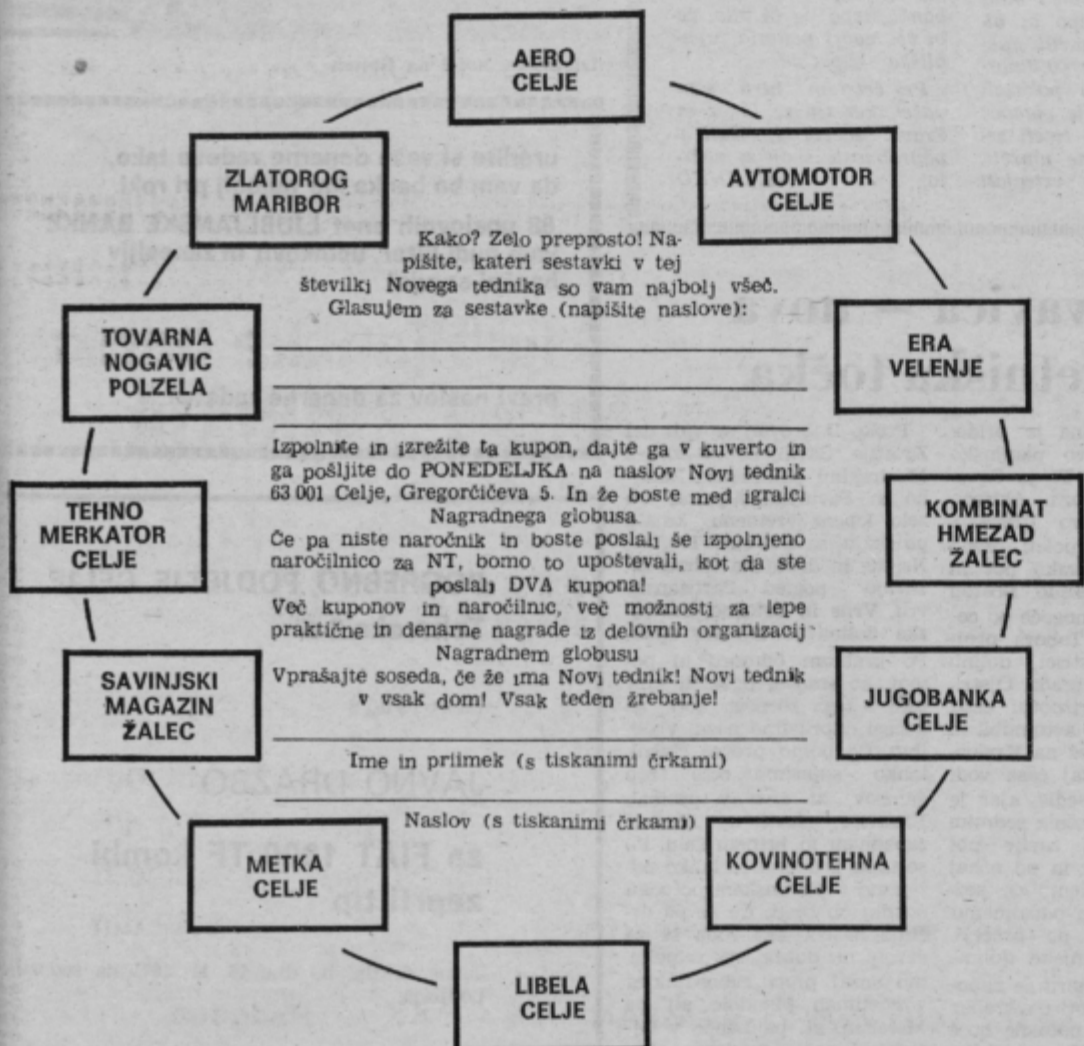 AERO
CELJE
ZLATOROG
MARIBOR
AVTOMOTOR
CELJE
Kako? Zelo preprosto! Na-
pišite, kateri sestavki v tej
številki Novega tednika so vam najbolj všeč.
Glasujem za sestavke (napišite naslove):
TOVARNA
NOGAVIC
POLZELA
ERA
VELENJE
Izpolnite in izrežite ta kupon, dajte ga v kuverto in
ga pošljite do PONEDELJKA na naslov Novi tednik
63 001 Celje, Gregorčičeva 5. In že boste med igralci
Nagradnega globusa
Če pa niste naročnik in boste poslali še izpolnjeno
naročilnico za NT, bomo to upoštevali, kot da ste
poslali DVA kupona!
Več kuponov in naročilnic, več možnosti za lepe
praktične in denarne nagrade iz delovnih organizacij
Nagradnem globusu
Vprašajte soseda, če že ima Novi tednik! Novi tednik
v vsak dom! Vsak teden žrebanje!
TEHNO
MERKATOR
CELJE
KOMBINAT
HMEZAD
ŽALEC
SAVINJSKI
MAGAZIN
ŽALEC
JUGOBANKA
CELJE
Ime in priimek (s tiskanimi črkami)
Naslov (s tiskanimi črkami)
METKA
CELJE
KOVINOTEHNA
CELJE
LIBELA
CELJE